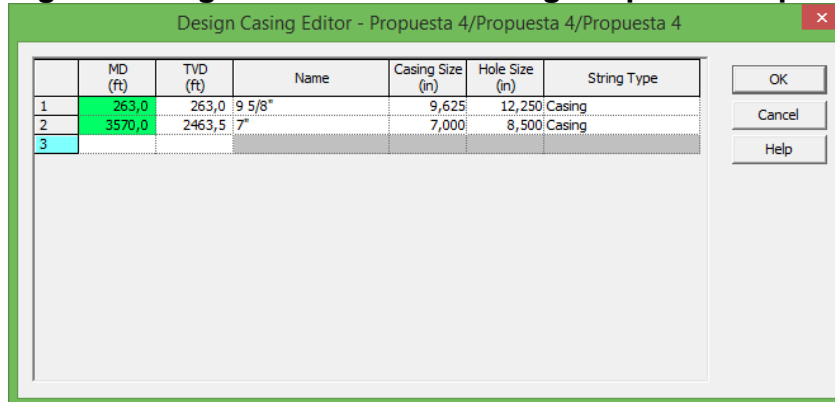 Design Casing Editor - Propuesta 4/Propuesta 4/Propuesta 4
MD (ft) TVD (ft) Name Casing Size (in) Hole Size (in) String Type
1 263,0 263,0 9 5/8" 9,625 12,250 Casing
2 3570,0 2463,5 7" 7,000 8,500 Casing
3
OK
Cancel
Help